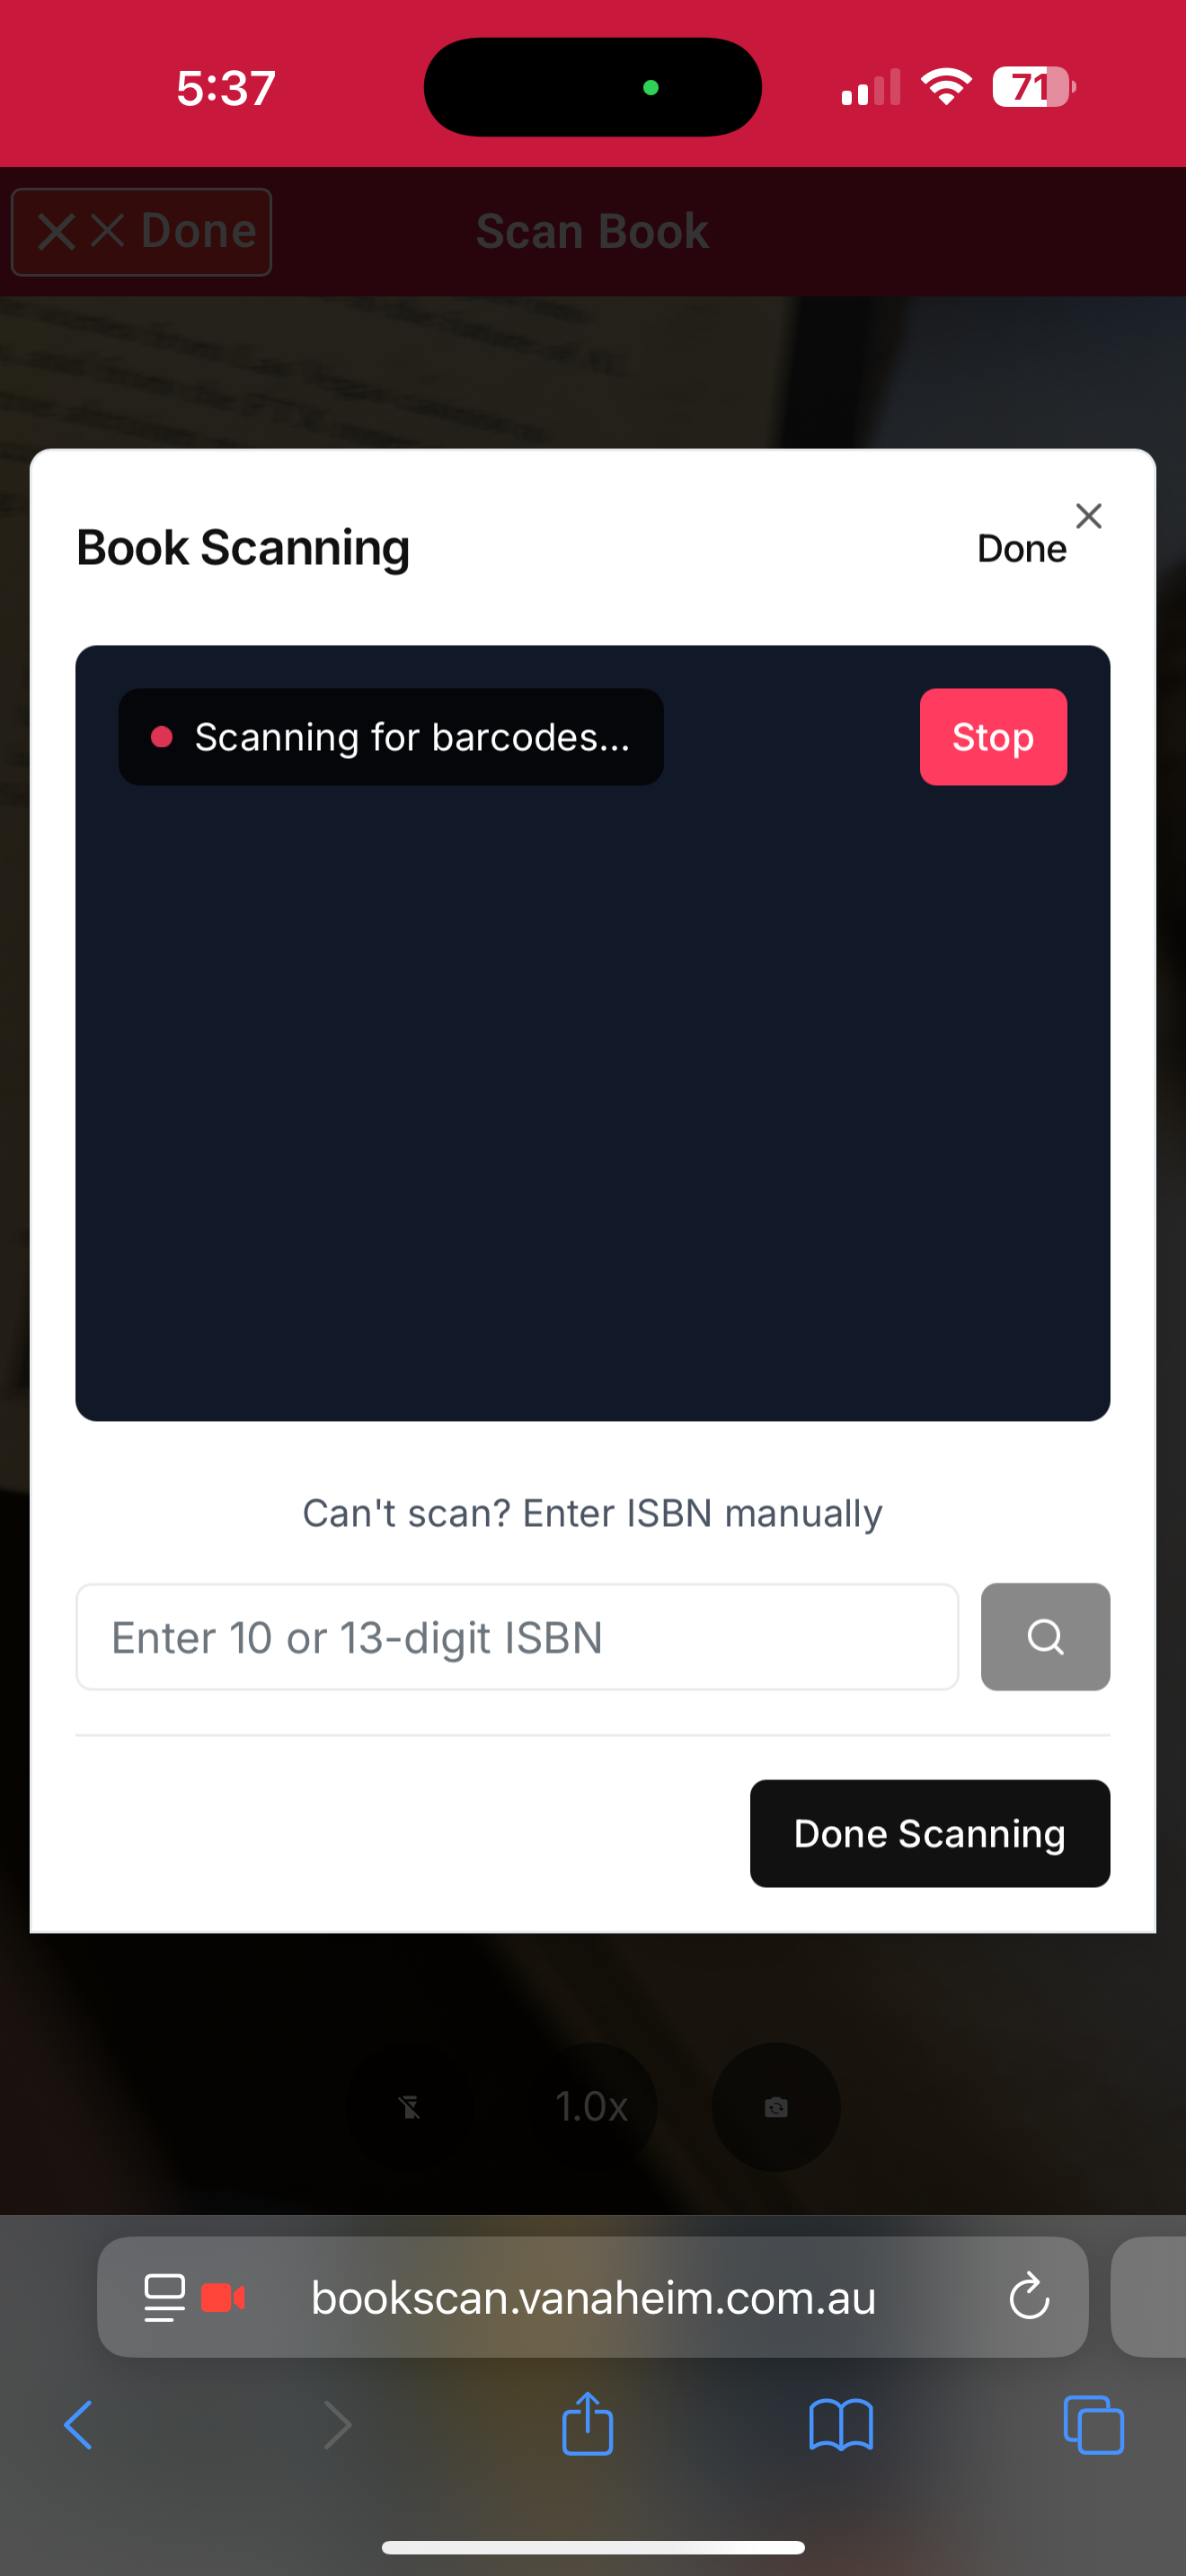 5:37
71
Done
Scan Book
Book Scanning
Done
Scanning for barcodes...
Stop
Can't scan? Enter ISBN manually
Enter 10 or 13-digit ISBN
Done Scanning
1.0x
bookscan.vanaheim.com.au